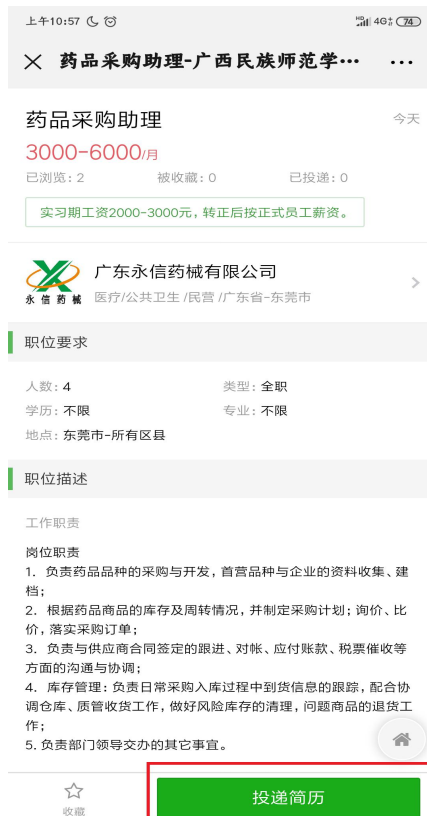 上午10:57
HD 4G 74
药品采购助理-广西民族师范学…
药品采购助理
今天
3000-6000/月
已浏览: 2 被收藏: 0 已投递: 0
实习期工资2000-3000元, 转正后按正式员工薪资。
广东永信药械有限公司
永信药械
医疗/公共卫生 /民营 /广东省-东莞市
职位要求
人数: 4 类型: 全职
学历: 不限 专业: 不限
地点: 东莞市-所有区县
职位描述
工作职责
岗位职责
1. 负责药品品种的采购与开发, 首营品种与企业的资料收集、建
档;
2. 根据药品商品的库存及周转情况, 并制定采购计划; 询价、比
价, 落实采购订单;
3. 负责与供应商合同签定的跟进、对帐、应付账款、税票催收等
方面的沟通与协调;
4. 库存管理: 负责日常采购入库过程中到货信息的跟踪, 配合协
调仓库、质管收货工作, 做好风险库存的清理, 问题商品的退货工
作;
5. 负责部门领导交办的其它事宜。
收藏
投递简历